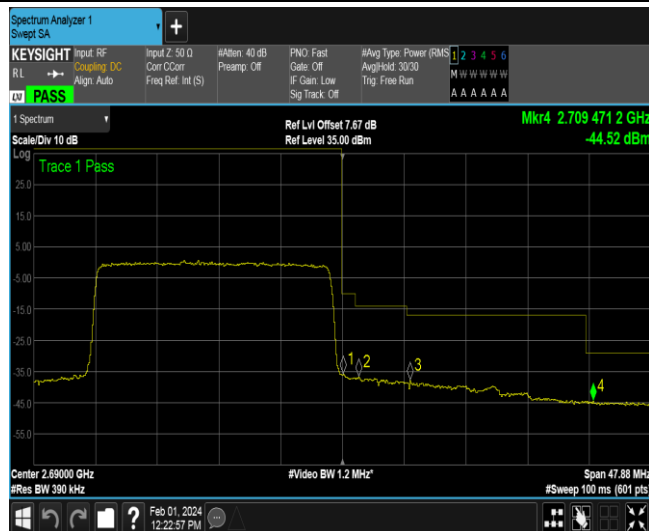 Spectrum Analyzer 1
Swept SA
KEYSIGHT
RL
Input: RF
Coupling: DC
Align: Auto
Input Z: 50 Ω
Corr CCorr
Freq Ref: Int (S)
#Atten: 40 dB
Preamp: Off
PNO: Fast
Gate: Off
IF Gain: Low
Sig Track: Off
#Avg Type: Power (RMS
Avg|Hold: 30/30
Trig: Free Run
1 2 3 4 5 6
M W W W W W
A A A A A A
LXI PASS
1 Spectrum
Scale/Div 10 dB
Ref Lvl Offset 7.67 dB
Ref Level 35.00 dBm
Mkr4 2.709 471 2 GHz
-44.52 dBm
Log
Trace 1 Pass
25.0
15.0
5.00
-5.00
-15.0
-25.0
-35.0
-45.0
-55.0
1
2
3
4
Center 2.69000 GHz
#Res BW 390 kHz
#Video BW 1.2 MHz*
Span 47.88 MHz
#Sweep 100 ms (601 pts)
?
Feb 01, 2024
12:22:57 PM